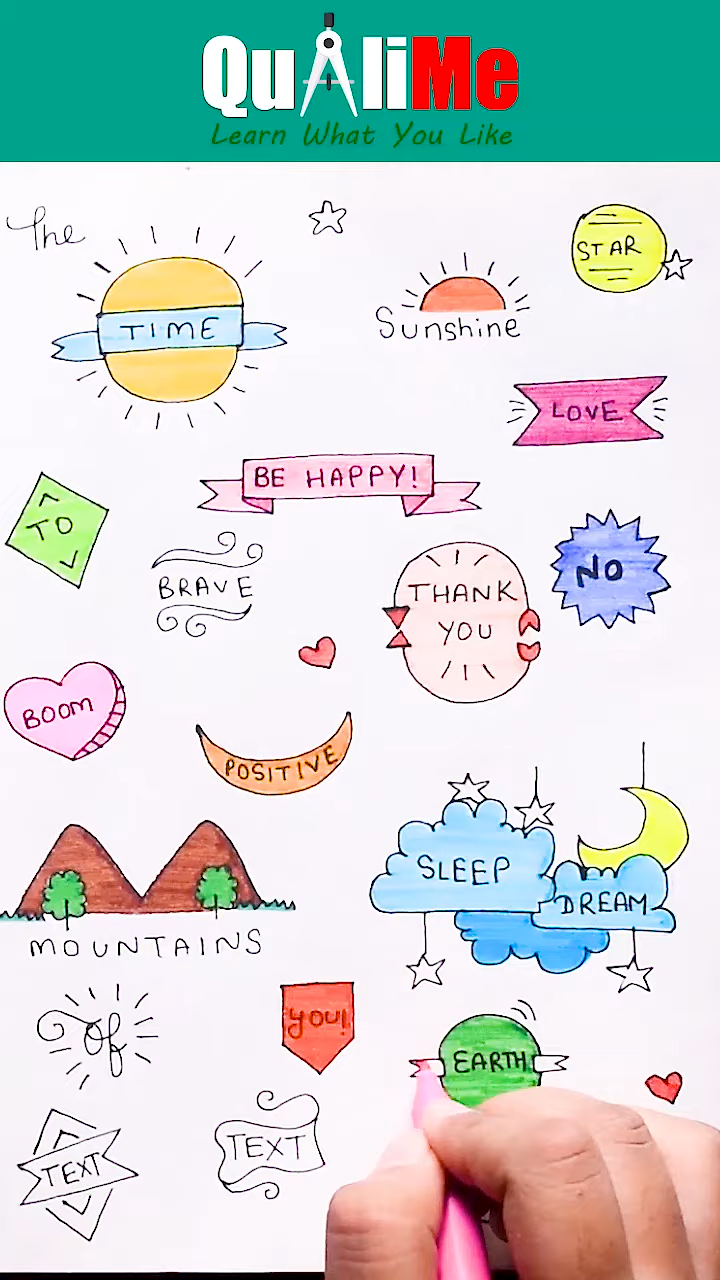 QuAliMe
Learn What You Like
The
TIME
Sunshine
STAR
LOVE
BE HAPPY!
TO
BRAVE
THANK
YOU
NO
BOOM
POSITIVE
SLEEP
DREAM
MOUNTAINS
of
YOU!
EARTH
TEXT
TEXT